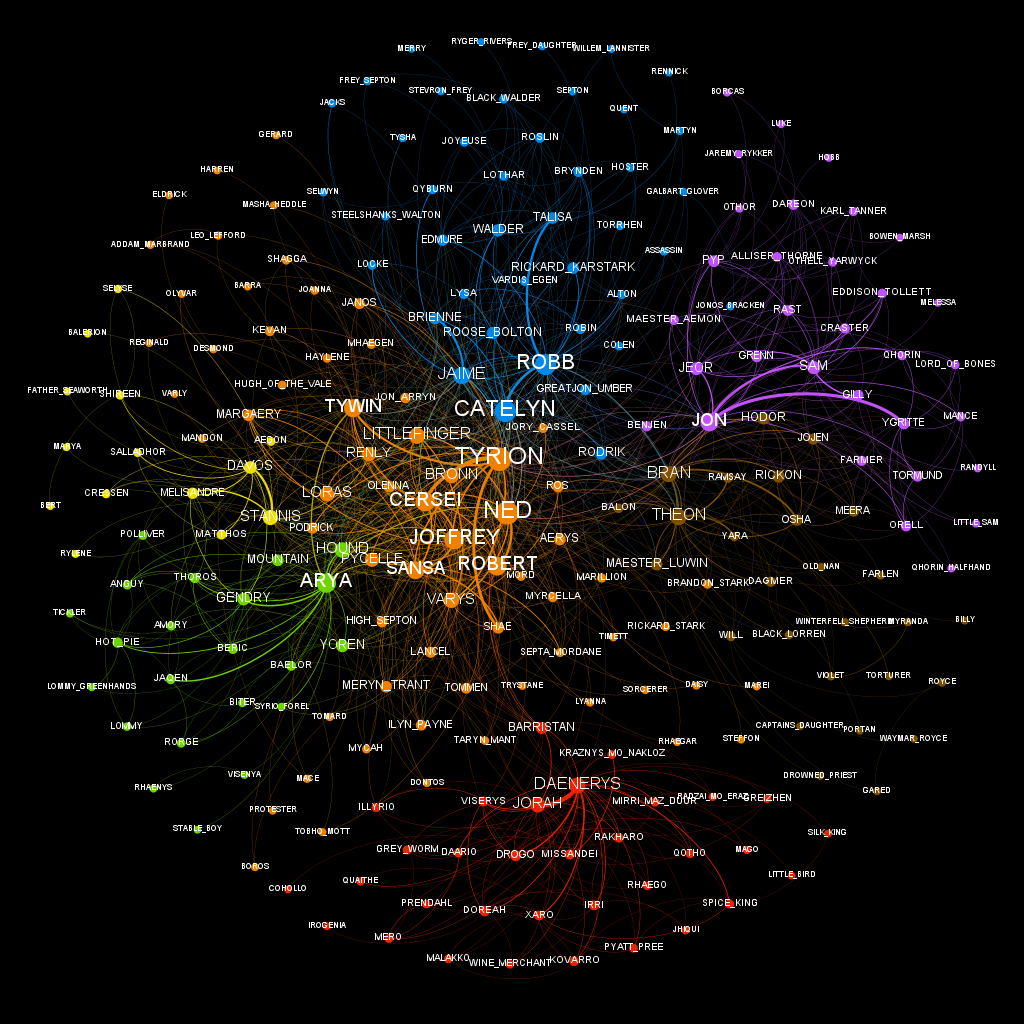 RYGER_RIVERS
FREY_DAUGHTER
WILLEM_LANNISTER
MERRY
RENNICK
FREY_SEPTON
STEVRON_FREY
SEPTON
BORCAS
BLACK_WALDER
JACKS
QUENT
LUKE
GERARD
TYSHA
JOYEUSE
ROSLIN
MARTYN
JAREMY_RYKKER
HOBB
HARREN
LOTHAR
BRYNDEN
HOSTER
ELDRICK
SELWYN
QYBURN
GALBART_GLOVER
MASHA_HEDDLE
OTHOR
DAREON
KARL_TANNER
STEELSHANKS_WALTON
TALISA
TORRHEN
LEO_LEFFORD
EDMURE
WALDER
BOWEN_MARSH
ADDAM_MARBRAND
ASSASSIN
ALLISER_THORNE
SHAGGA
LOCKE
RICKARD_KARSTARK
PYP
OTHELL_YARWYCK
VARDIS_EGEN
SELYSE
OLYVAR
BARRA
JOANNA
LYSA
ALTON
EDDISON_TOLLETT
JANOS
JONOS_BRACKEN
RAST
MELESSA
BRIENNE
MAESTER_AEMON
BALERION
KEVAN
ROOSE_BOLTON
ROBIN
CRASTER
REGINALD
DESMOND
MHAEGEN
COLEN
HAYLENE
GRENN
QHORIN
ROBB
JEOR
SAM
LORD_OF_BONES
JAIME
HUGH_OF_THE_VALE
GREATJON_UMBER
FATHER_SEAWORTH
SHIREEN
VARLY
JON_ARRYN
GILLY
TYWIN
CATELYN
MARGAERY
HODOR
MANCE
JON
YGRITTE
JORY_CASSEL
BENJEN
MANDON
AERON
LITTLEFINGER
JOJEN
MARYA
SALLADHOR
RENLY
TYRION
RODRIK
FARMER
DAVOS
BRONN
BRAN
RICKON
RANDYLL
RAMSAY
TORMUND
CRESSEN
MELISANDRE
LORAS
OLENNA
ROS
CERSEI
BERT
STANNIS
NED
BALON
THEON
MEERA
LITTLE_SAM
PODRICK
OSHA
ORELL
POLLIVER
MATTHOS
JOFFREY
AERYS
YARA
HOUND
RYLENE
MOUNTAIN
PYCELLE
ROBERT
MAESTER_LUWIN
SANSA
OLD_NAN
QHORIN_HALFHAND
ANGUY
THOROS
ARYA
MORD
MARILLION
BRANDON_STARK
DAGMER
FARLEN
GENDRY
VARYS
MYRCELLA
TICKLER
AMORY
HIGH_SEPTON
SHAE
RICKARD_STARK
WINTERFELL_SHEPHERD
MYRANDA
BILLY
HOT_PIE
BERIC
YOREN
TIMETT
WILL
BLACK_LORREN
LANCEL
SEPTA_MORDANE
BAELOR
JAQEN
LOMMY_GREENHANDS
MERYN_TRANT
TOMMEN
TRYSTANE
SORCERER
DAISY
MAREI
VIOLET
TORTURER
ROYCE
BITER
SYRIO_FOREL
LYANNA
TOMARD
LOMMY
ILYN_PAYNE
BARRISTAN
CAPTAINS_DAUGHTER
PORTAN
RORGE
MYCAH
TARYN_MANT
RHAEGAR
STEFFON
WAYMAR_ROYCE
KRAZNYS_MO_NAKLOZ
VISENYA
MACE
DONTOS
DAENERYS
DROWNED_PRIEST
RHAENYS
GARED
VISERYS
JORAH
MIRRI_MAZ_DUUR
RADZAL_MO_ERAZ
GREIZHEN
PROTESTER
ILLYRIO
STABLE_BOY
TOBHO_MOTT
RAKHARO
SILK_KING
GREY_WORM
DAARIO
DROGO
MISSANDEI
QOTHO
MAGO
BOROS
QUAITHE
RHAEGO
LITTLE_BIRD
COHOLLO
PRENDAHL
DOREAH
XARO
IRRI
SPICE_KING
IROGENIA
MERO
JHIQUI
PYATT_PREE
MALAKKO
WINE_MERCHANT
KOVARRO